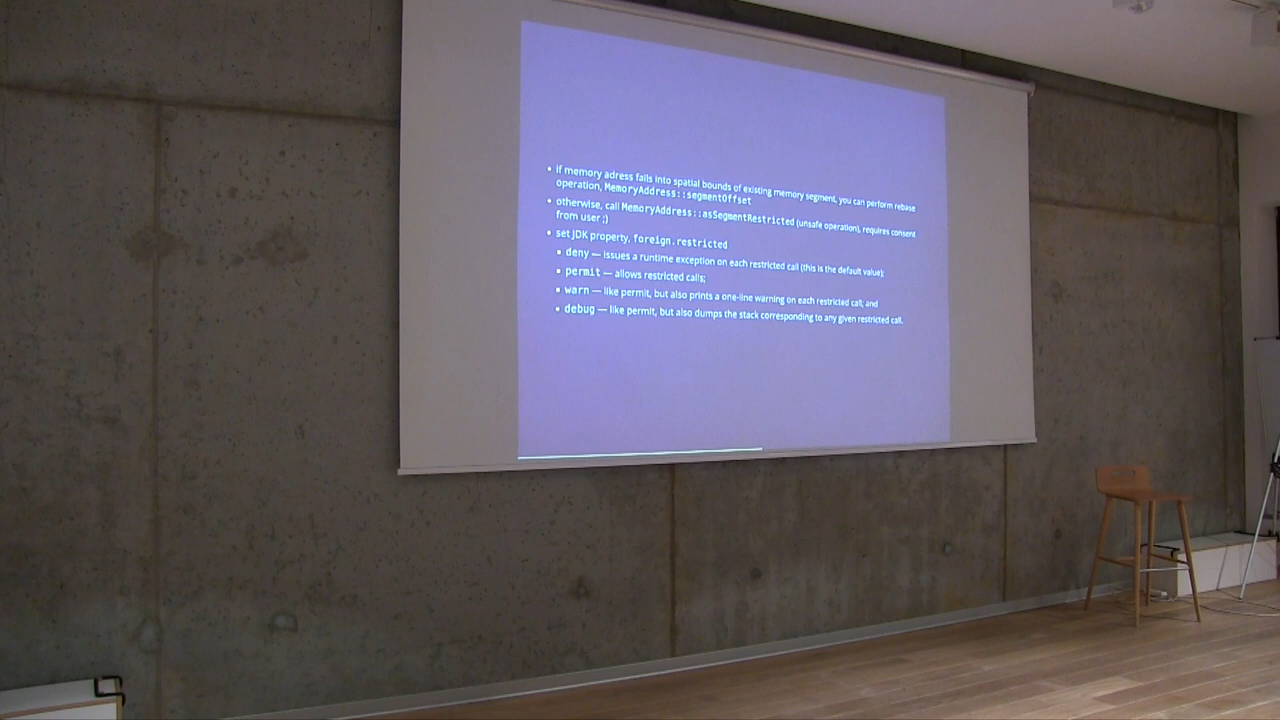 • if memory adress falls into spatial bounds of existing memory segment, you can perform rebase
operation, MemoryAddress::segmentOffset
• otherwise, call MemoryAddress::asSegmentRestricted (unsafe operation), requires consent
from user ;)
• set JDK property, foreign.restricted
▪ deny — issues a runtime exception on each restricted call (this is the default value);
▪ permit — allows restricted calls;
▪ warn — like permit, but also prints a one-line warning on each restricted call; and
▪ debug — like permit, but also dumps the stack corresponding to any given restricted call.